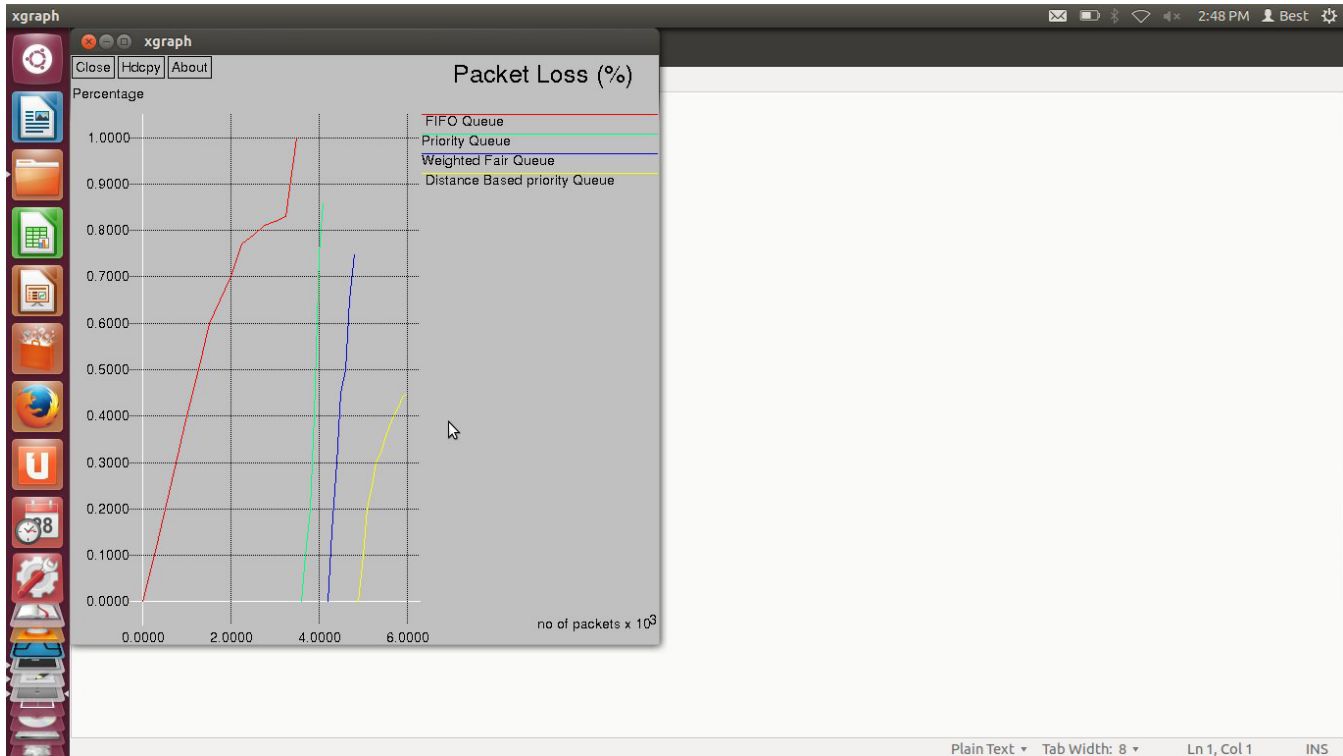 xgraph
2:48 PM Best
xgraph
Close Hdcpy About
Packet Loss (%)
Percentage
FIFO Queue
Priority Queue
Weighted Fair Queue
Distance Based priority Queue
1.0000
0.9000
0.8000
0.7000
0.6000
0.5000
0.4000
0.3000
0.2000
0.1000
0.0000
no of packets x 10³
0.0000 2.0000 4.0000 6.0000
Plain Text Tab Width: 8 Ln 1, Col 1 INS